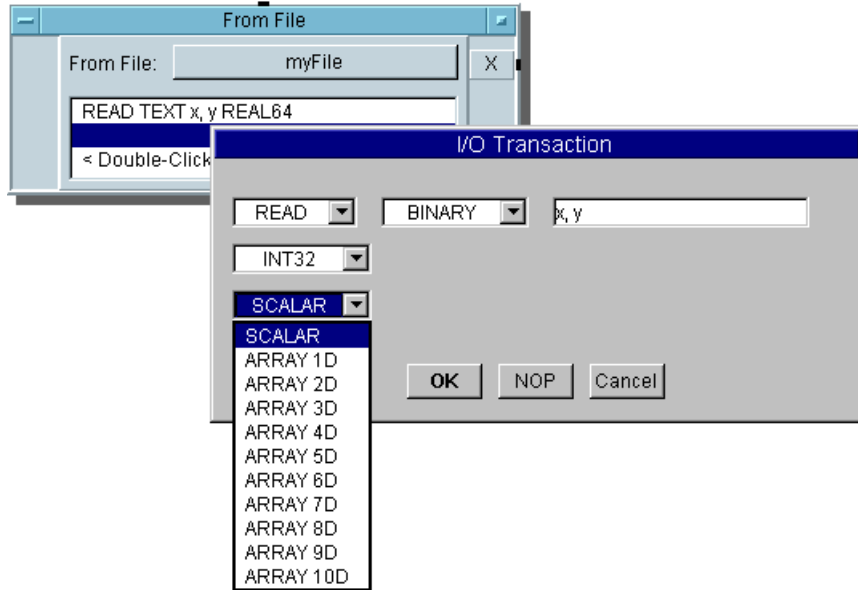 From File
From File: myFile X
READ TEXT x, y REAL64
< Double-Click
I/O Transaction
READ BINARY x, y
INT32
SCALAR
SCALAR
ARRAY 1D
ARRAY 2D
ARRAY 3D
ARRAY 4D
ARRAY 5D
ARRAY 6D
ARRAY 7D
ARRAY 8D
ARRAY 9D
ARRAY 10D
OK NOP Cancel